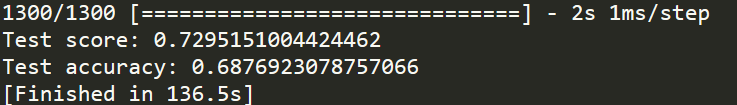 1300/1300 [==============================] - 2s 1ms/step
Test score: 0.7295151004424462
Test accuracy: 0.6876923078757066
[Finished in 136.5s]